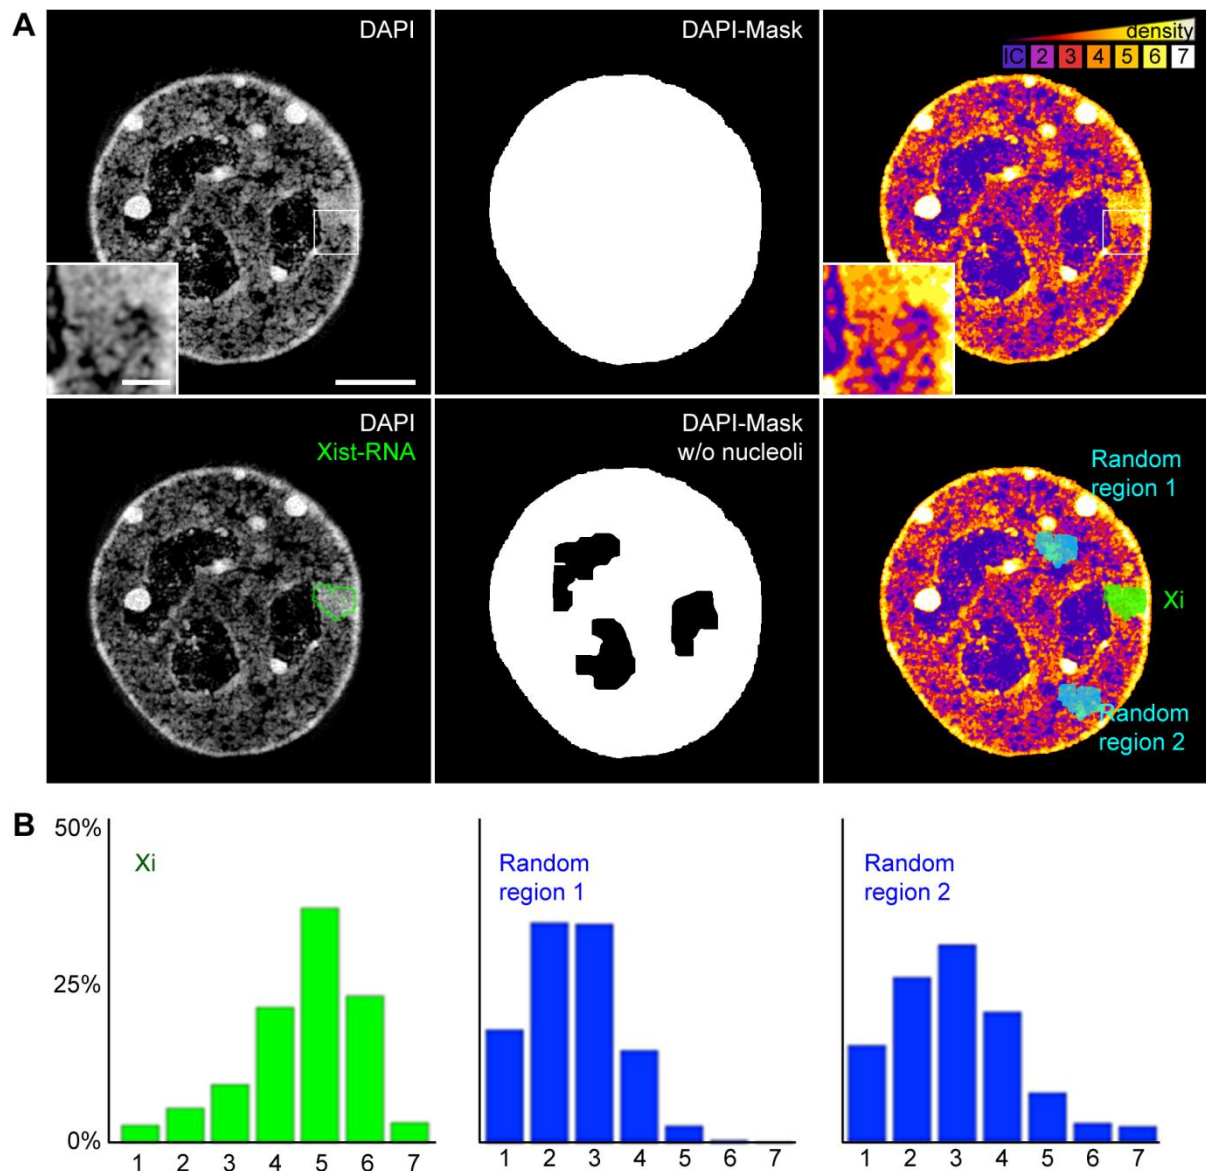 A
DAPI
DAPI-Mask
density
IC 2 3 4 5 6 7
DAPI
Xist-RNA
DAPI-Mask
w/o nucleoli
Random
region 1
Xi
Random
region 2
B
50%
25%
0%
Xi
1 2 3 4 5 6 7
Random
region 1
1 2 3 4 5 6 7
Random
region 2
1 2 3 4 5 6 7